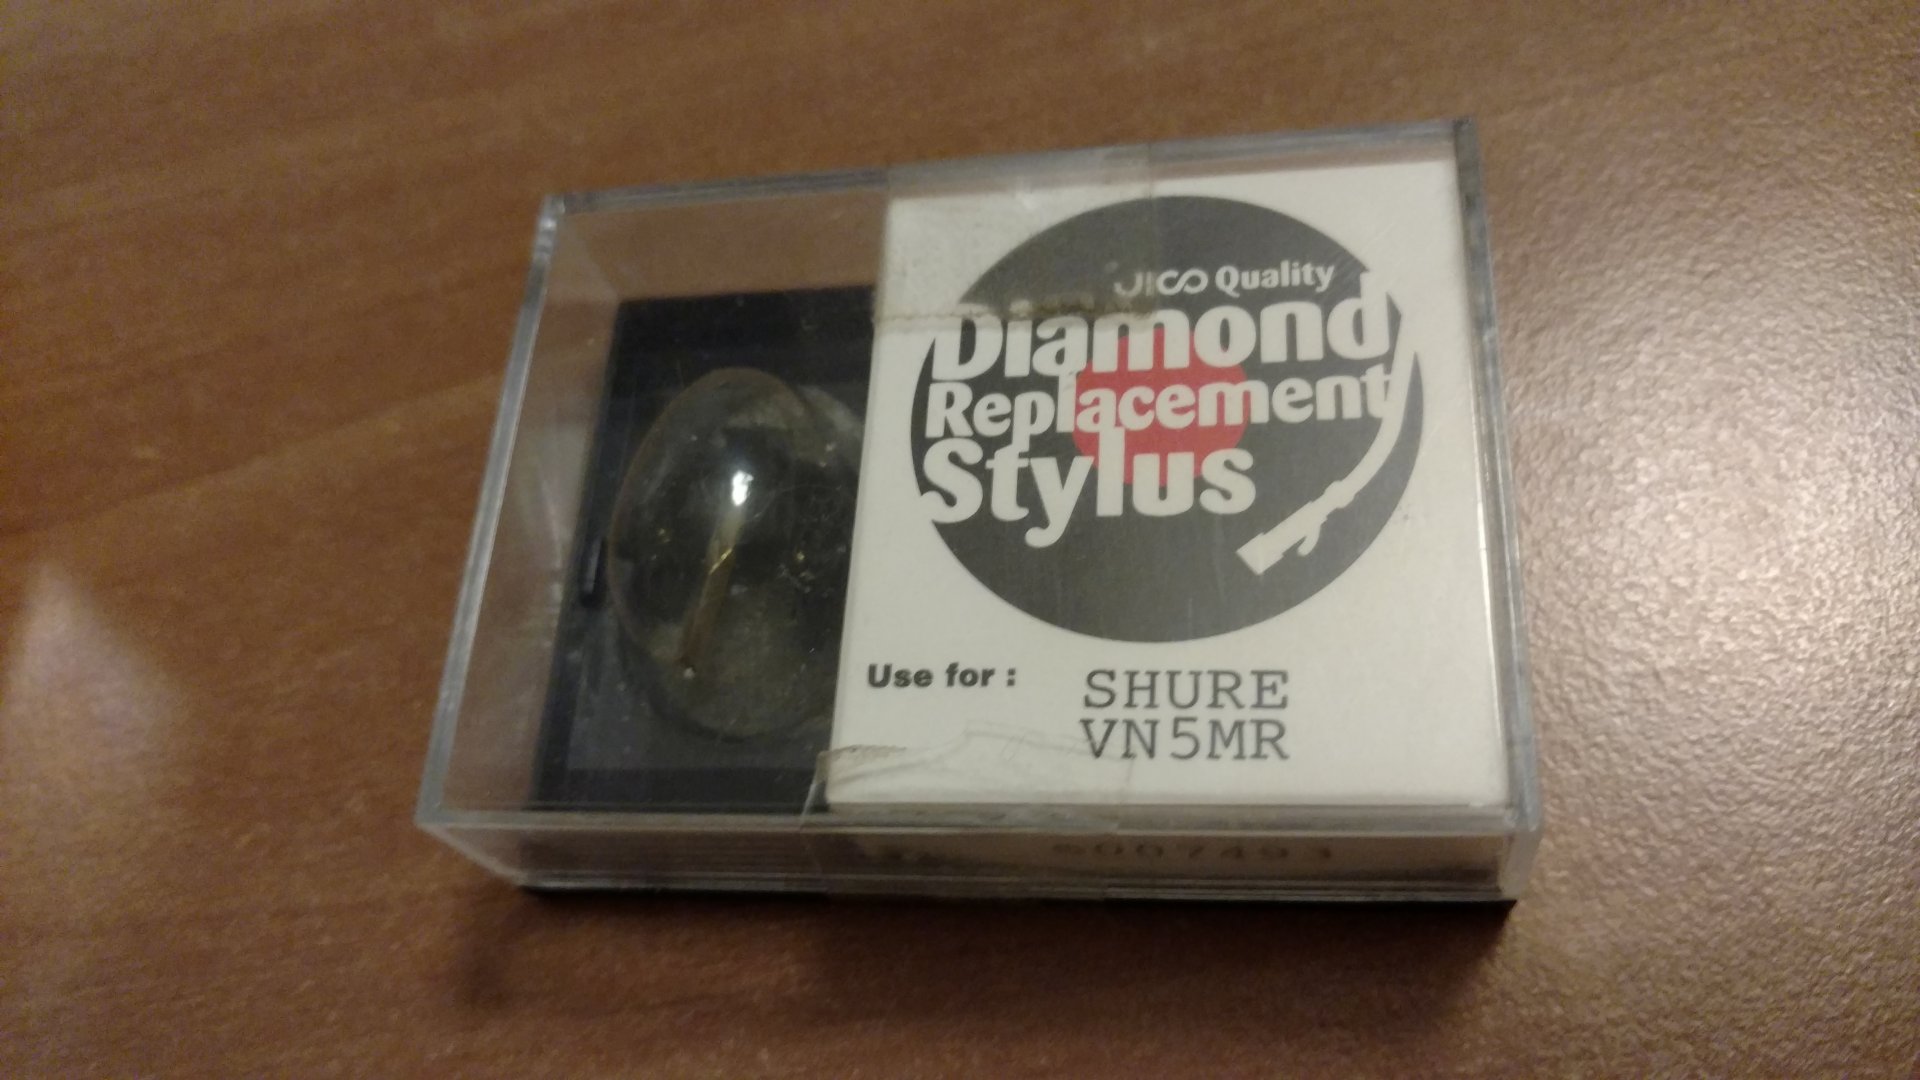 JICO Quality
Diamond
Replacement
Stylus
Use for :
SHURE
VN5MR